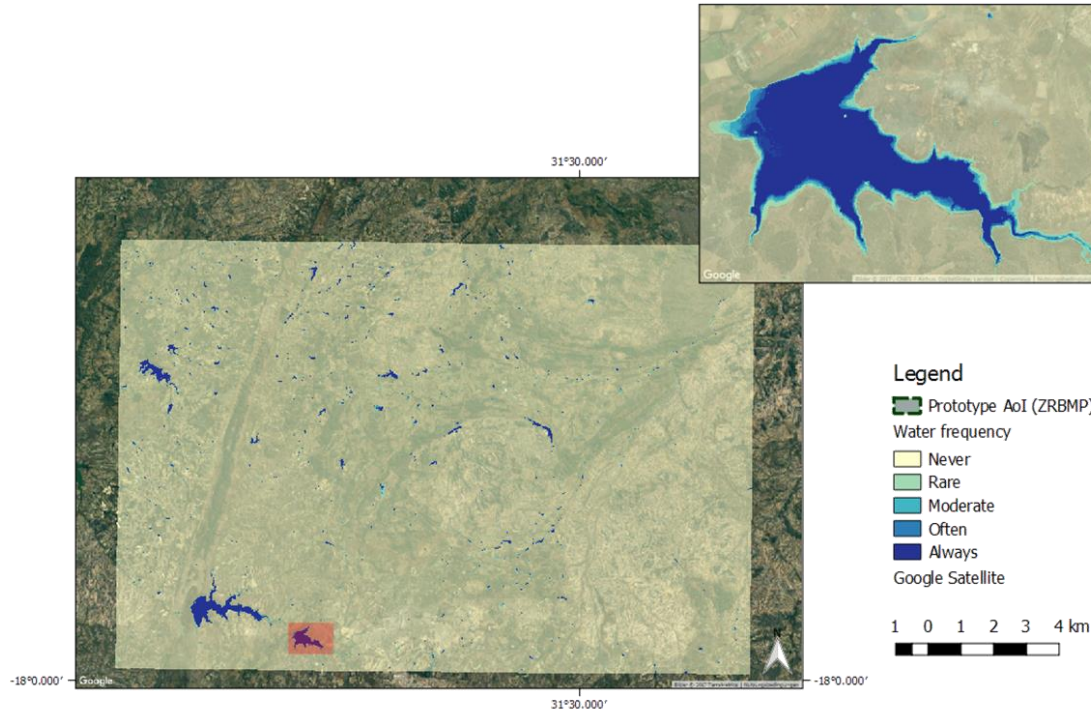 Google
31°30.000'
Legend
Prototype AoI (ZRBMP)
Water frequency
Never
Rare
Moderate
Often
Always
Google Satellite
1 0 1 2 3 4 km
N
-18°0.000'
Google
-18°0.000'
31°30.000'